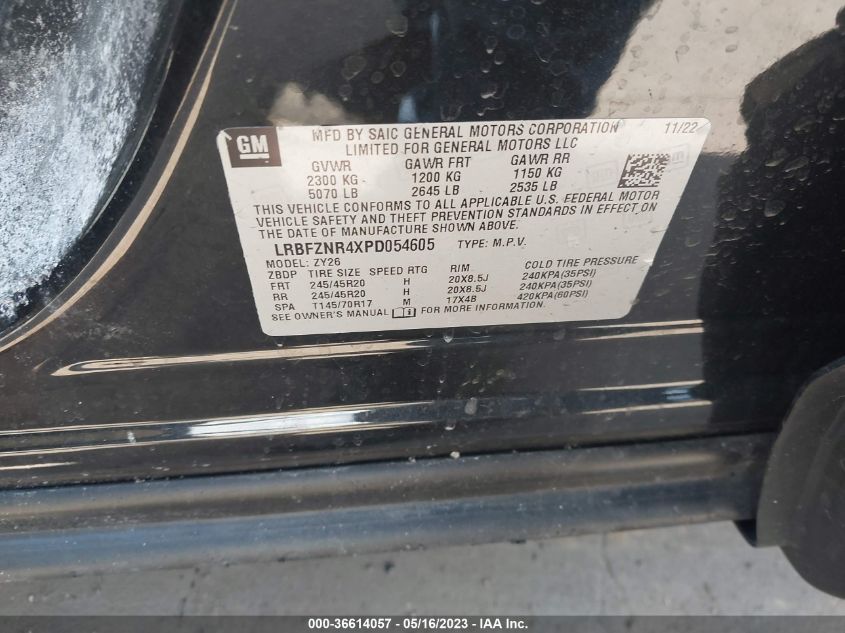 GM
MFD BY SAIC GENERAL MOTORS CORPORATION 11/22
LIMITED FOR GENERAL MOTORS LLC
GVWR GAWR FRT GAWR RR
2300 KG 1200 KG 1150 KG
5070 LB 2645 LB 2535 LB
THIS VEHICLE CONFORMS TO ALL APPLICABLE U.S. FEDERAL MOTOR
VEHICLE SAFETY AND THEFT PREVENTION STANDARDS IN EFFECT ON
THE DATE OF MANUFACTURE SHOWN ABOVE.
LRBFZNR4XPD054605 TYPE: M.P.V.
MODEL: ZY26
ZBDP TIRE SIZE SPEED RTG RIM COLD TIRE PRESSURE
FRT 245/45R20 H 20X8.5J 240KPA(35PSI)
RR 245/45R20 H 20X8.5J 240KPA(35PSI)
SPA T145/70R17 M 17X4B 420KPA(60PSI)
SEE OWNER'S MANUAL FOR MORE INFORMATION.
000-36614057 - 05/16/2023 - IAAI.COM.